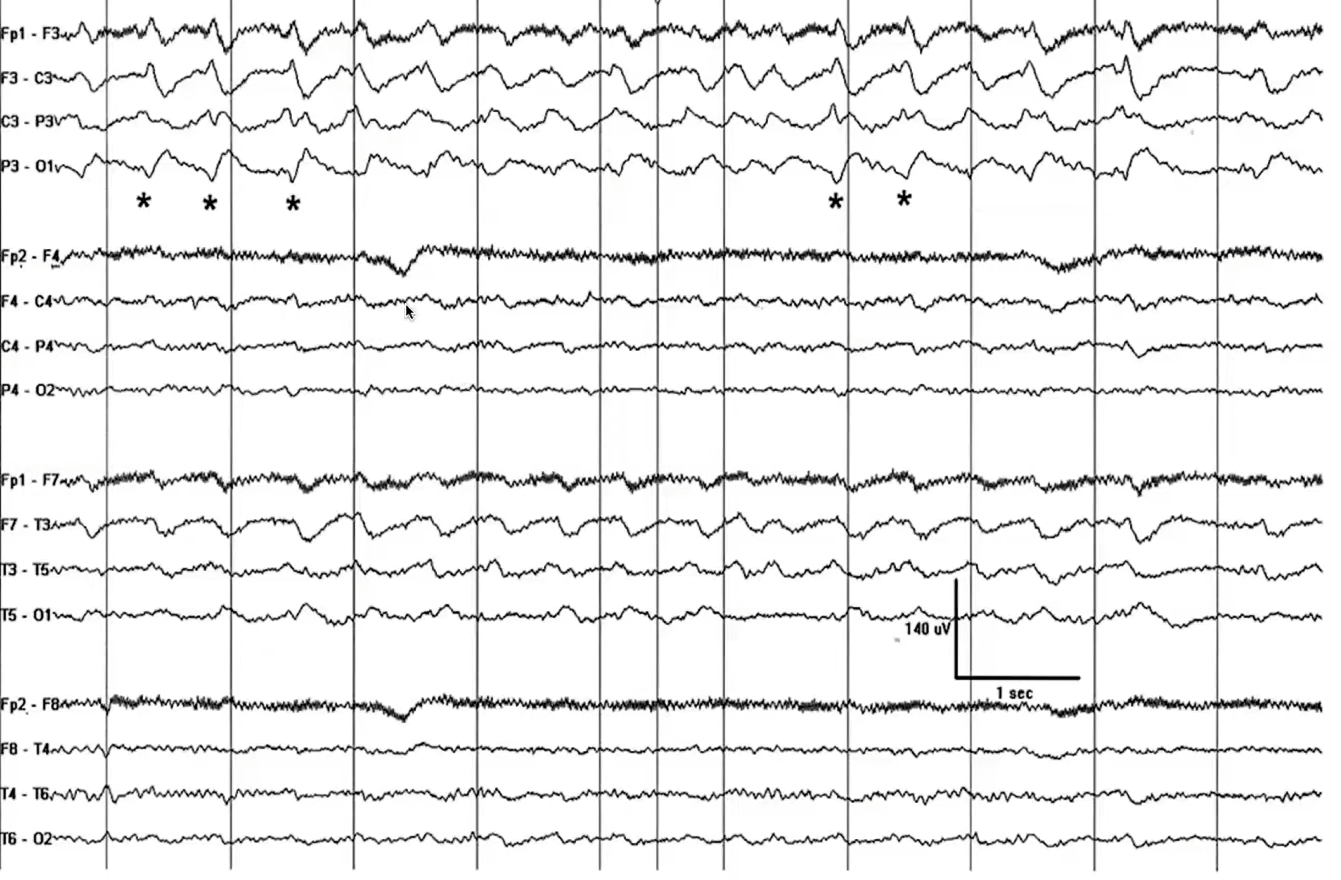 Fp1 - F3
F3 - C3
C3 - P3
P3 - O1
* * * * *
Fp2 - F4
F4 - C4
C4 - P4
P4 - O2
Fp1 - F7
F7 - T3
T3 - T5
T5 - O1
140 uV
1 sec
Fp2 - F8
F8 - T4
T4 - T6
T6 - O2